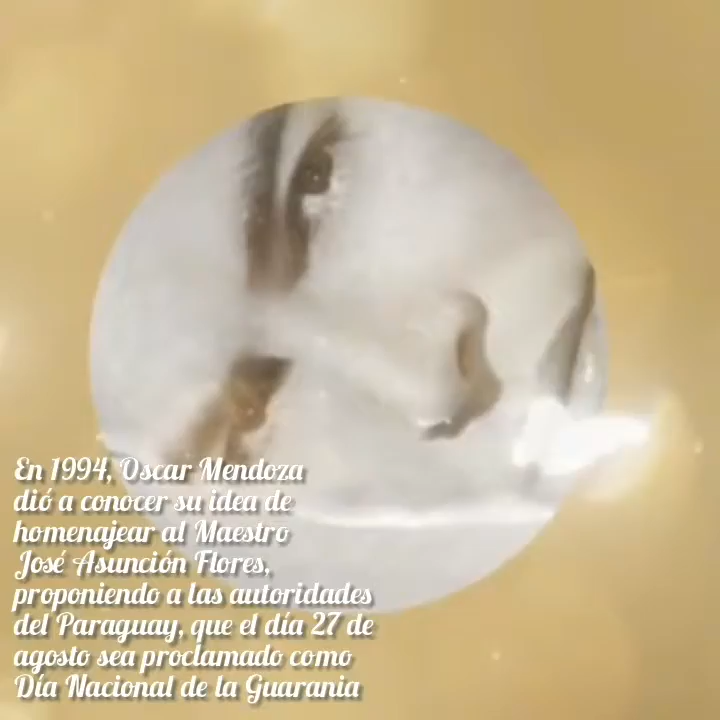 En 1994, Oscar Mendoza
dió a conocer su idea de
homenajear al Maestro
José Asunción Flores,
proponiendo a las autoridades
del Paraguay, que el día 27 de
agosto sea proclamado como
Día Nacional de la Guarania